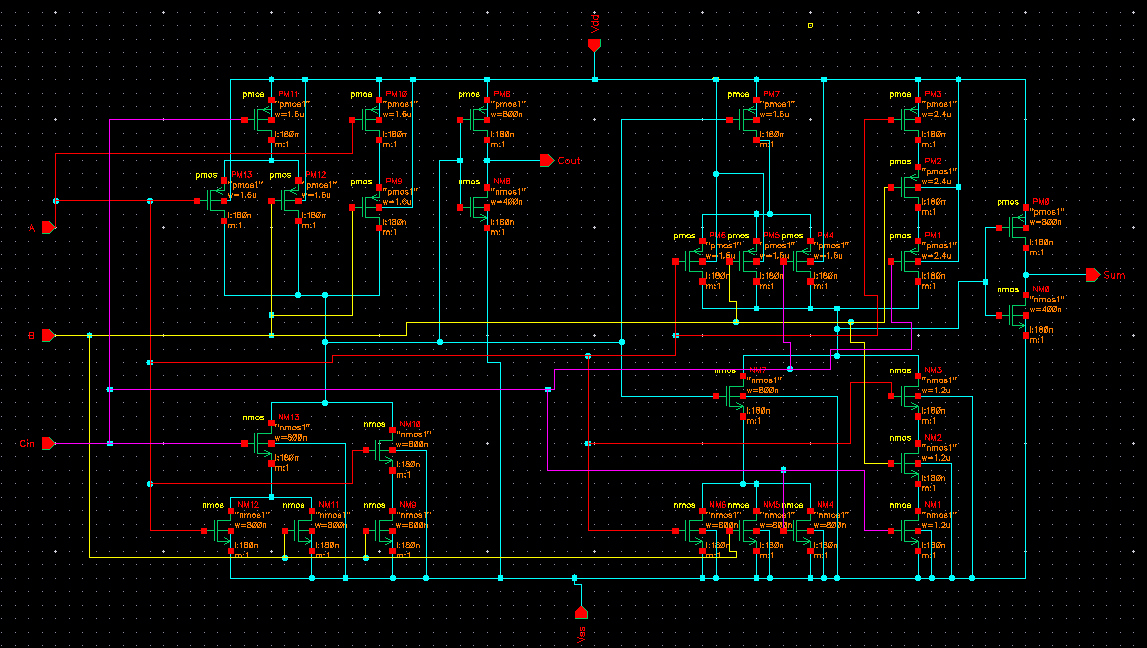 Vdd
pmos PM11
"pmos1"
w=1.6u
l:180n
m:1
pmos PM10
"pmos1"
w=1.6u
l:180n
m:1
pmos
"pmos1"
w=800n
l:180n
m:1
pmos PM7
"pmos1"
w=1.6u
l:180n
m:1
pmos PM3
"pmos1"
w=2.4u
l:180n
m:1
Cout
pmos PM13
"pmos1"
w=1.6u
l:180n
m:1
pmos PM12
"pmos1"
w=1.6u
l:180n
m:1
pmos PM9
"pmos1"
w=1.6u
l:180n
m:1
nmos NM8
"nmos1"
w=400n
l:180n
m:1
pmos PM2
"pmos1"
w=2.4u
l:180n
m:1
A
pmos PM0
"pmos1"
w=800n
l:180n
m:1
pmos
"pmos1"
w=1.6u
l:180n
m:1
pmos
"pmos1"
w=1.6u
l:180n
m:1
pmos PM4
"pmos1"
w=1.6u
l:180n
m:1
pmos PM1
"pmos1"
w=2.4u
l:180n
m:1
Sum
nmos NM0
"nmos1"
w=400n
l:180n
m:1
B
nmos NM7
"nmos1"
w=800n
l:180n
m:1
nmos NM3
"nmos1"
w=1.2u
l:180n
m:1
Cin
nmos NM13
"nmos1"
w=800n
l:180n
m:1
nmos NM10
"nmos1"
w=800n
l:180n
m:1
nmos NM2
"nmos1"
w=1.2u
l:180n
m:1
nmos NM12
"nmos1"
w=800n
l:180n
m:1
nmos NM11
"nmos1"
w=800n
l:180n
m:1
nmos NM9
"nmos1"
w=800n
l:180n
m:1
nmos NM6
"nmos1"
w=800n
l:180n
m:1
nmos NM5
"nmos1"
w=800n
l:180n
m:1
nmos NM4
"nmos1"
w=800n
l:180n
m:1
nmos NM1
"nmos1"
w=1.2u
l:180n
m:1
Vss